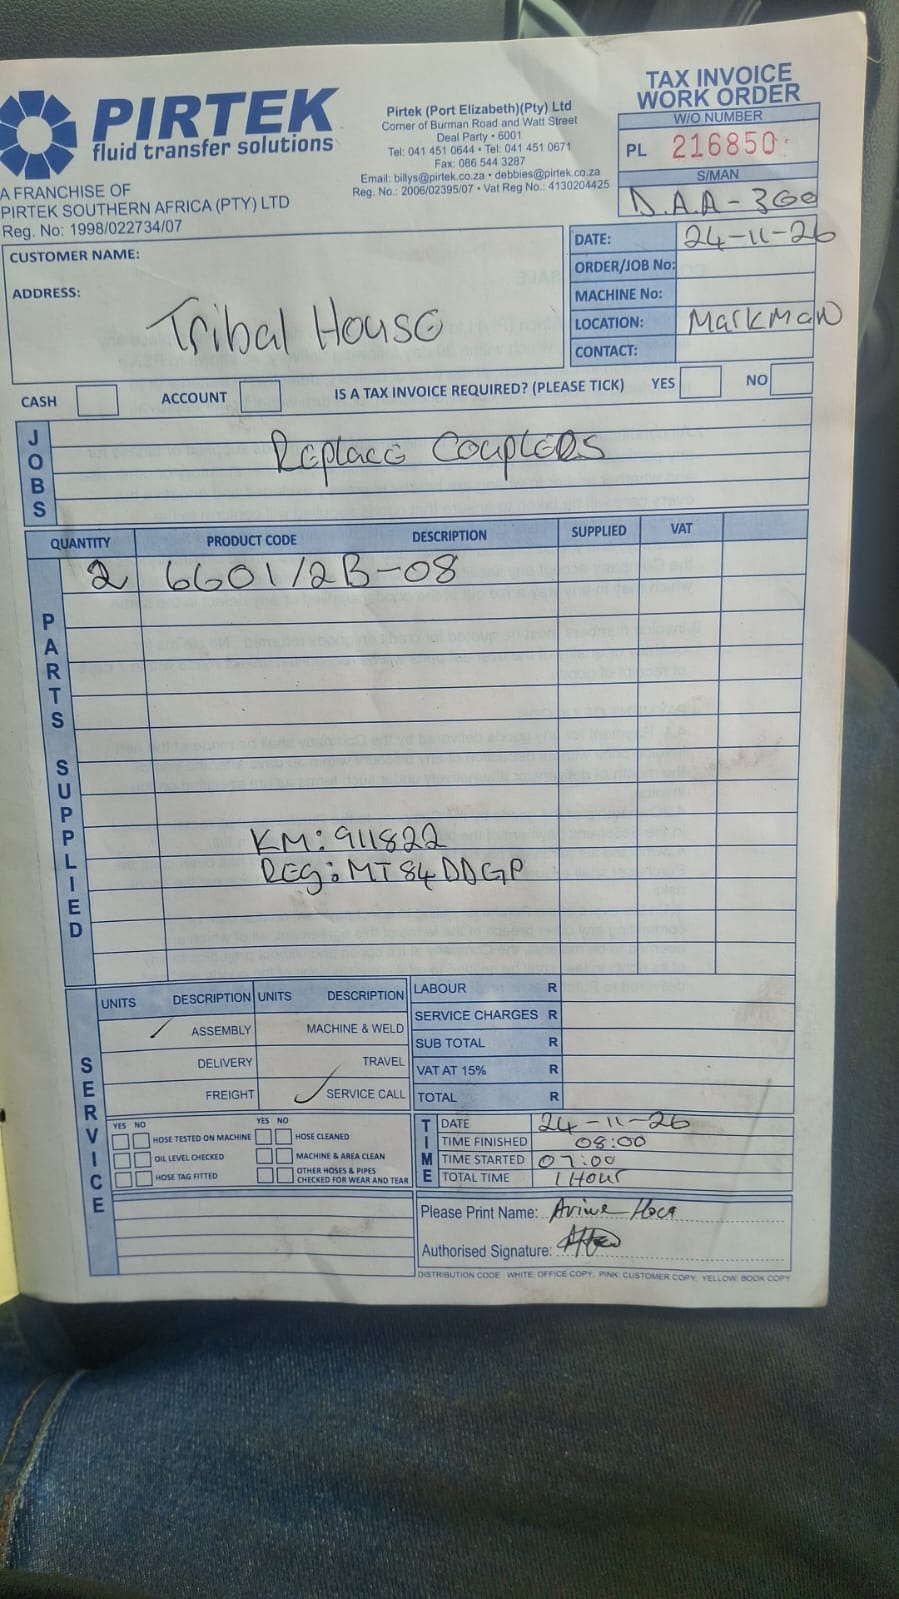 PIRTEK
fluid transfer solutions
A FRANCHISE OF
PIRTEK SOUTHERN AFRICA (PTY) LTD
Reg. No: 1998/022734/07
Pirtek (Port Elizabeth)(Pty) Ltd
Corner of Burman Road and Watt Street
Deal Party • 6001
Tel: 041 451 0644 • Tel: 041 451 0671
Fax: 086 544 3287
Email: billys@pirtek.co.za • debbies@pirtek.co.za
Reg. No.: 2006/02395/07 • Vat Reg No.: 4130204425
TAX INVOICE
WORK ORDER
W/O NUMBER
PL 216850
S/MAN
D.A.A-360
CUSTOMER NAME:
ADDRESS:
Tribal House
DATE: 24-11-26
ORDER/JOB No:
MACHINE No:
LOCATION: Markman
CONTACT:
CASH ACCOUNT IS A TAX INVOICE REQUIRED? (PLEASE TICK) YES NO
JOBS
Replace Couplers
QUANTITY PRODUCT CODE DESCRIPTION SUPPLIED VAT
PARTS SUPPLIED
2 6601/2B-08
KM: 911822
REG: MT84DDGP
SERVICE
UNITS DESCRIPTION UNITS DESCRIPTION
ASSEMBLY MACHINE & WELD
DELIVERY TRAVEL
FREIGHT SERVICE CALL
LABOUR R
SERVICE CHARGES R
SUB TOTAL R
VAT AT 15% R
TOTAL R
YES NO YES NO
HOSE TESTED ON MACHINE HOSE CLEANED
OIL LEVEL CHECKED MACHINE & AREA CLEAN
HOSE TAG FITTED OTHER HOSES & PIPES
CHECKED FOR WEAR AND TEAR
TIME
DATE 24-11-26
TIME FINISHED 08:00
TIME STARTED 07:00
TOTAL TIME 1 Hour
Please Print Name:
Authorised Signature:
DISTRIBUTION CODE WHITE: OFFICE COPY; PINK: CUSTOMER COPY; YELLOW: BOOK COPY